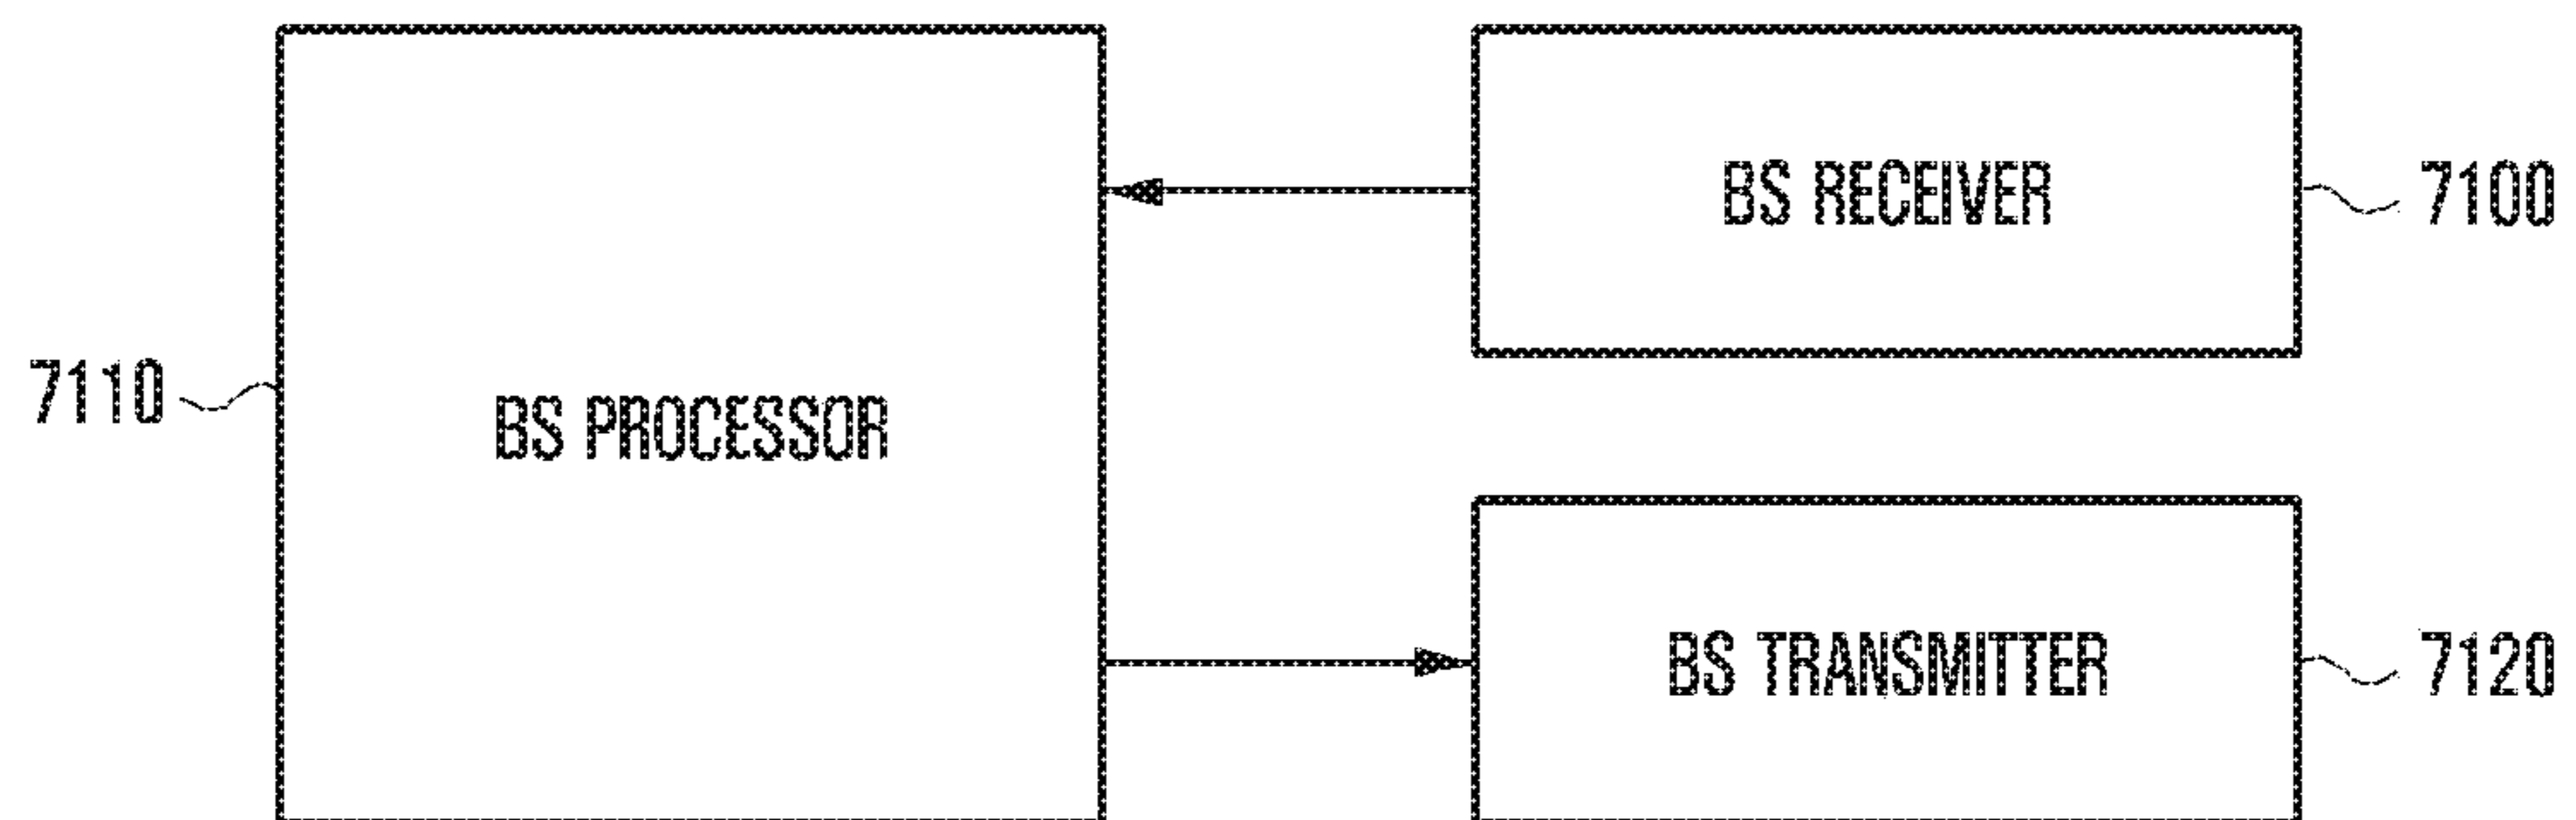 BS RECEIVER
7100
7110
BS PROCESSOR
BS TRANSMITTER
7120